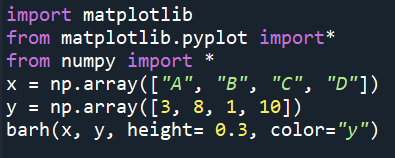 import matplotlib
from matplotlib.pyplot import*
from numpy import *
x = np.array(["A", "B", "C", "D"])
y = np.array([3, 8, 1, 10])
barh(x, y, height= 0.3, color="y")